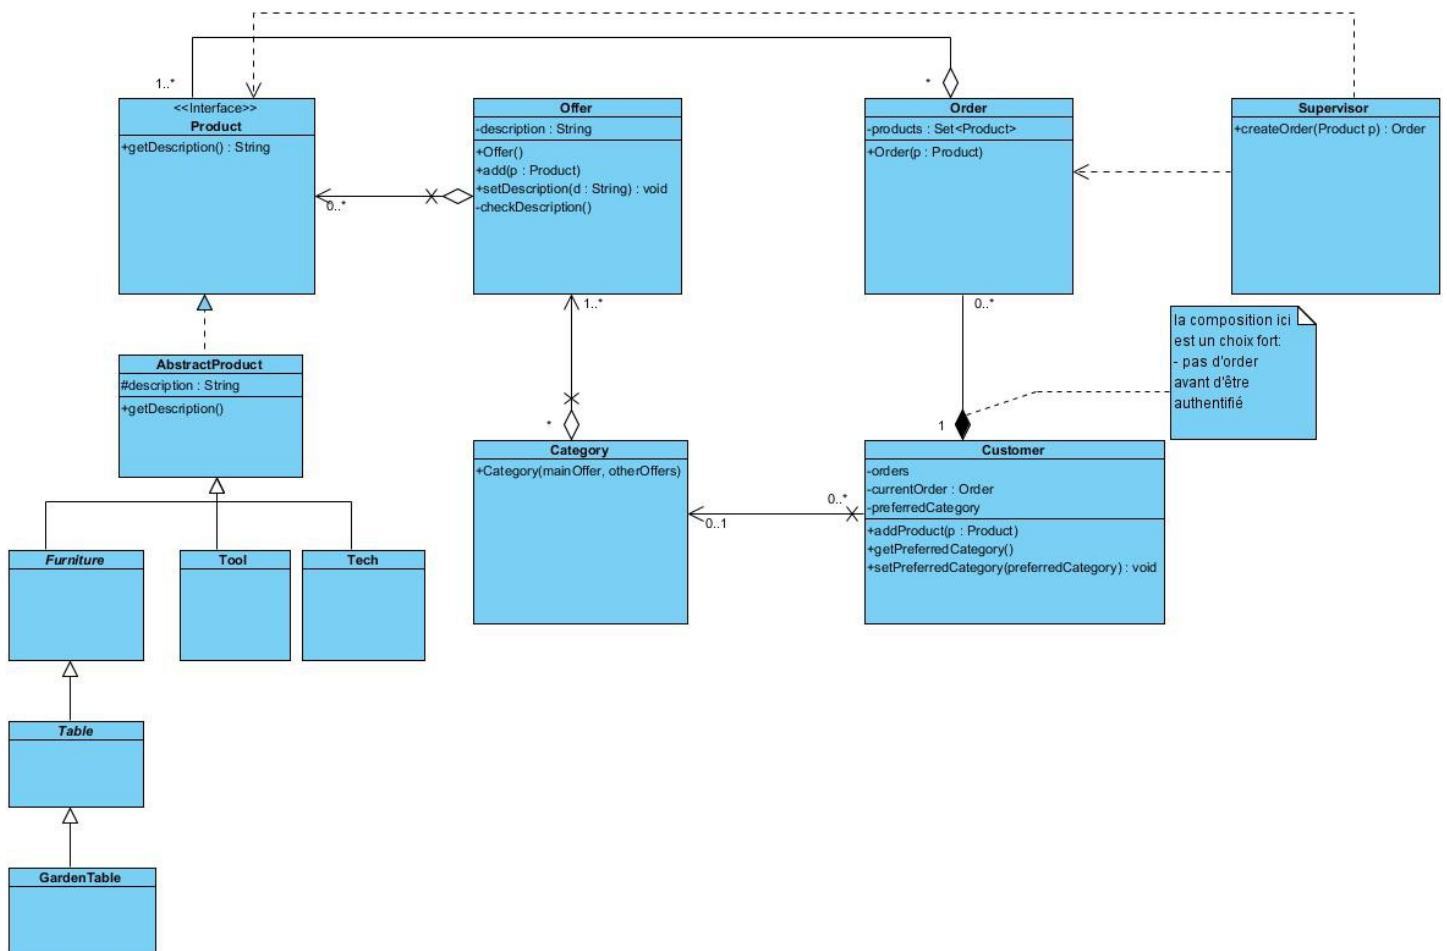 1..*
*
<<Interface>>
Product
+getDescription() : String
0..*
Offer
-description : String
+Offer()
+add(p : Product)
+setDescription(d : String) : void
-checkDescription()
1..*
Order
-products : Set<Product>
+Order(p : Product)
0..*
Supervisor
+createOrder(Product p) : Order
la composition ici
est un choix fort:
- pas d'order
avant d'être
authentifié
AbstractProduct
#description : String
+getDescription()
*
Category
+Category(mainOffer, otherOffers)
0..1
0..*
1
Customer
-orders
-currentOrder : Order
-preferredCategory
+addProduct(p : Product)
+getPreferredCategory()
+setPreferredCategory(preferredCategory) : void
Furniture
Tool
Tech
Table
GardenTable